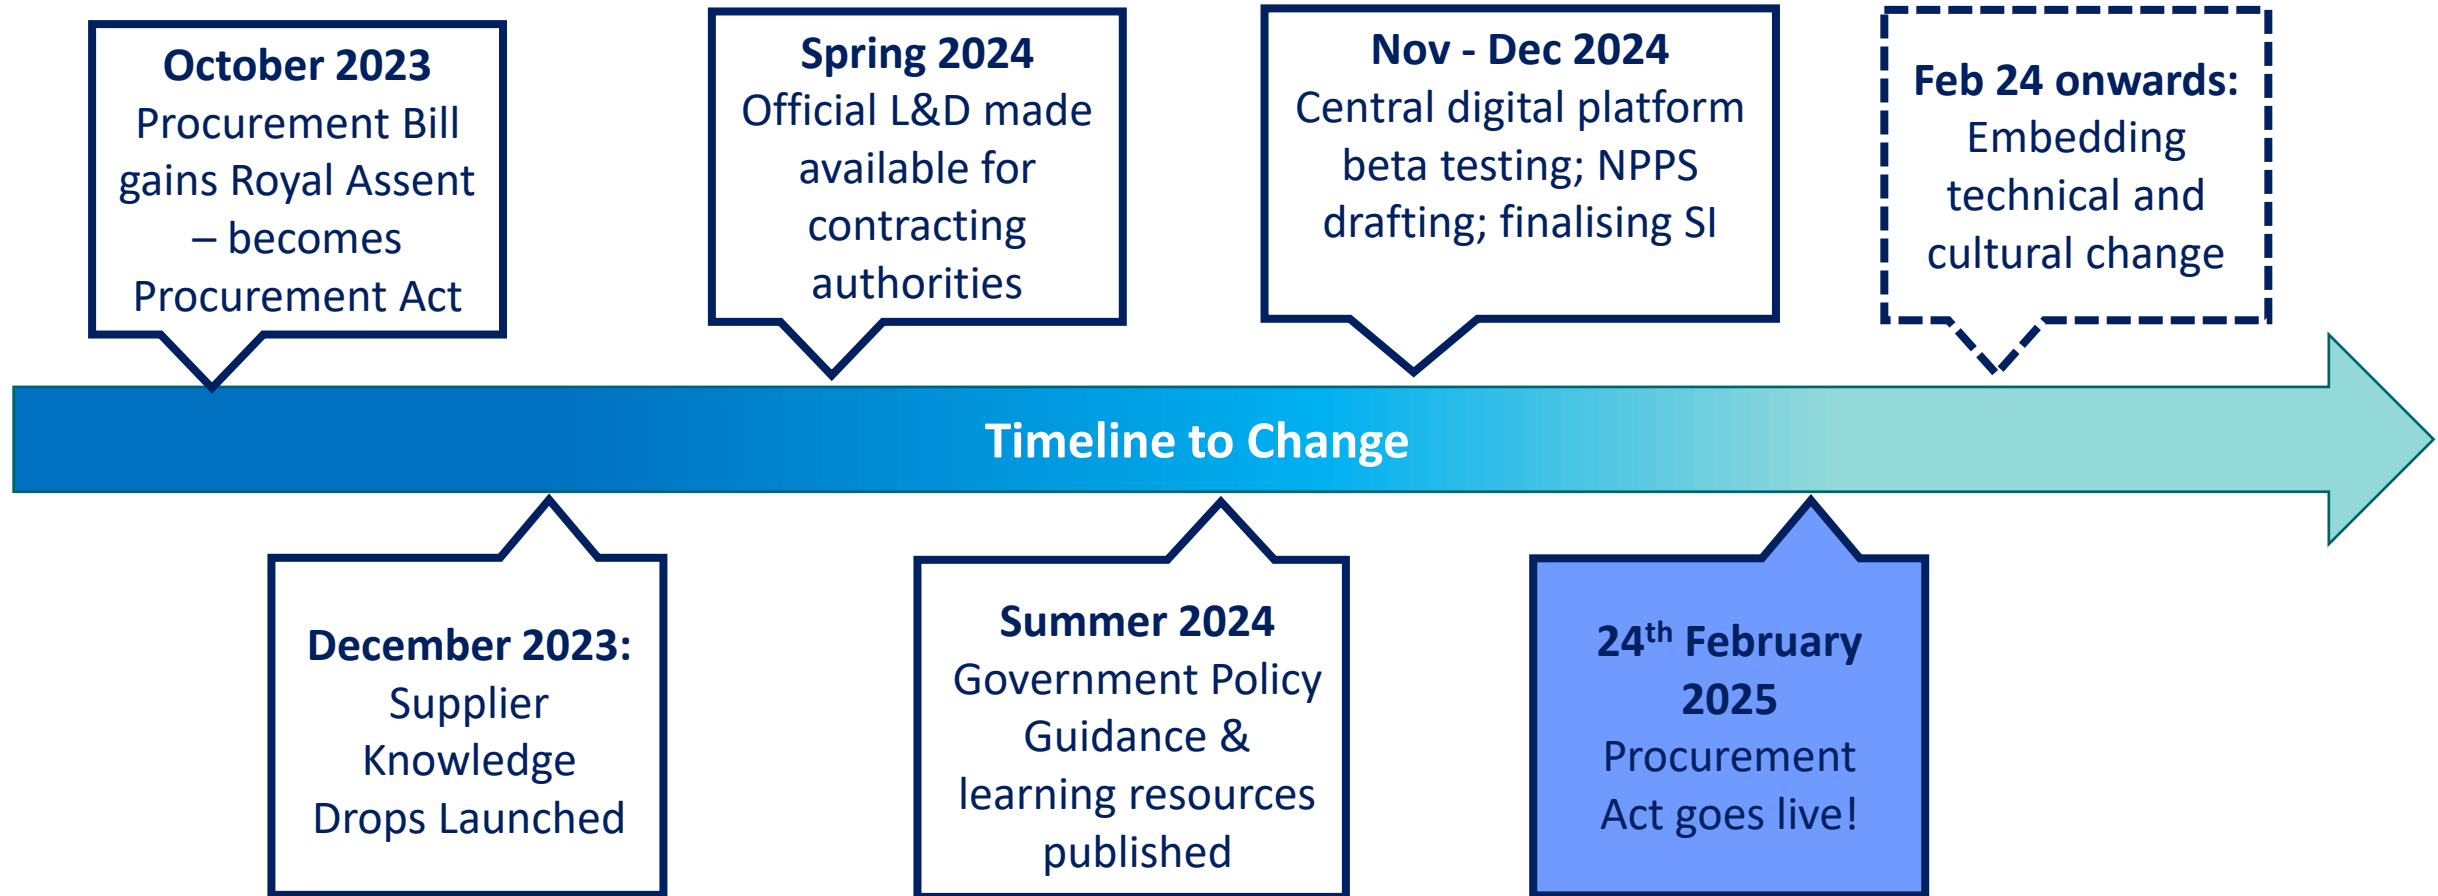 October 2023
Procurement Bill
gains Royal Assent
– becomes
Procurement Act
Spring 2024
Official L&D made
available for
contracting
authorities
Nov - Dec 2024
Central digital platform
beta testing; NPPS
drafting; finalising SI
Feb 24 onwards:
Embedding
technical and
cultural change
Timeline to Change
December 2023:
Supplier
Knowledge
Drops Launched
Summer 2024
Government Policy
Guidance &
learning resources
published
24th February
2025
Procurement
Act goes live!